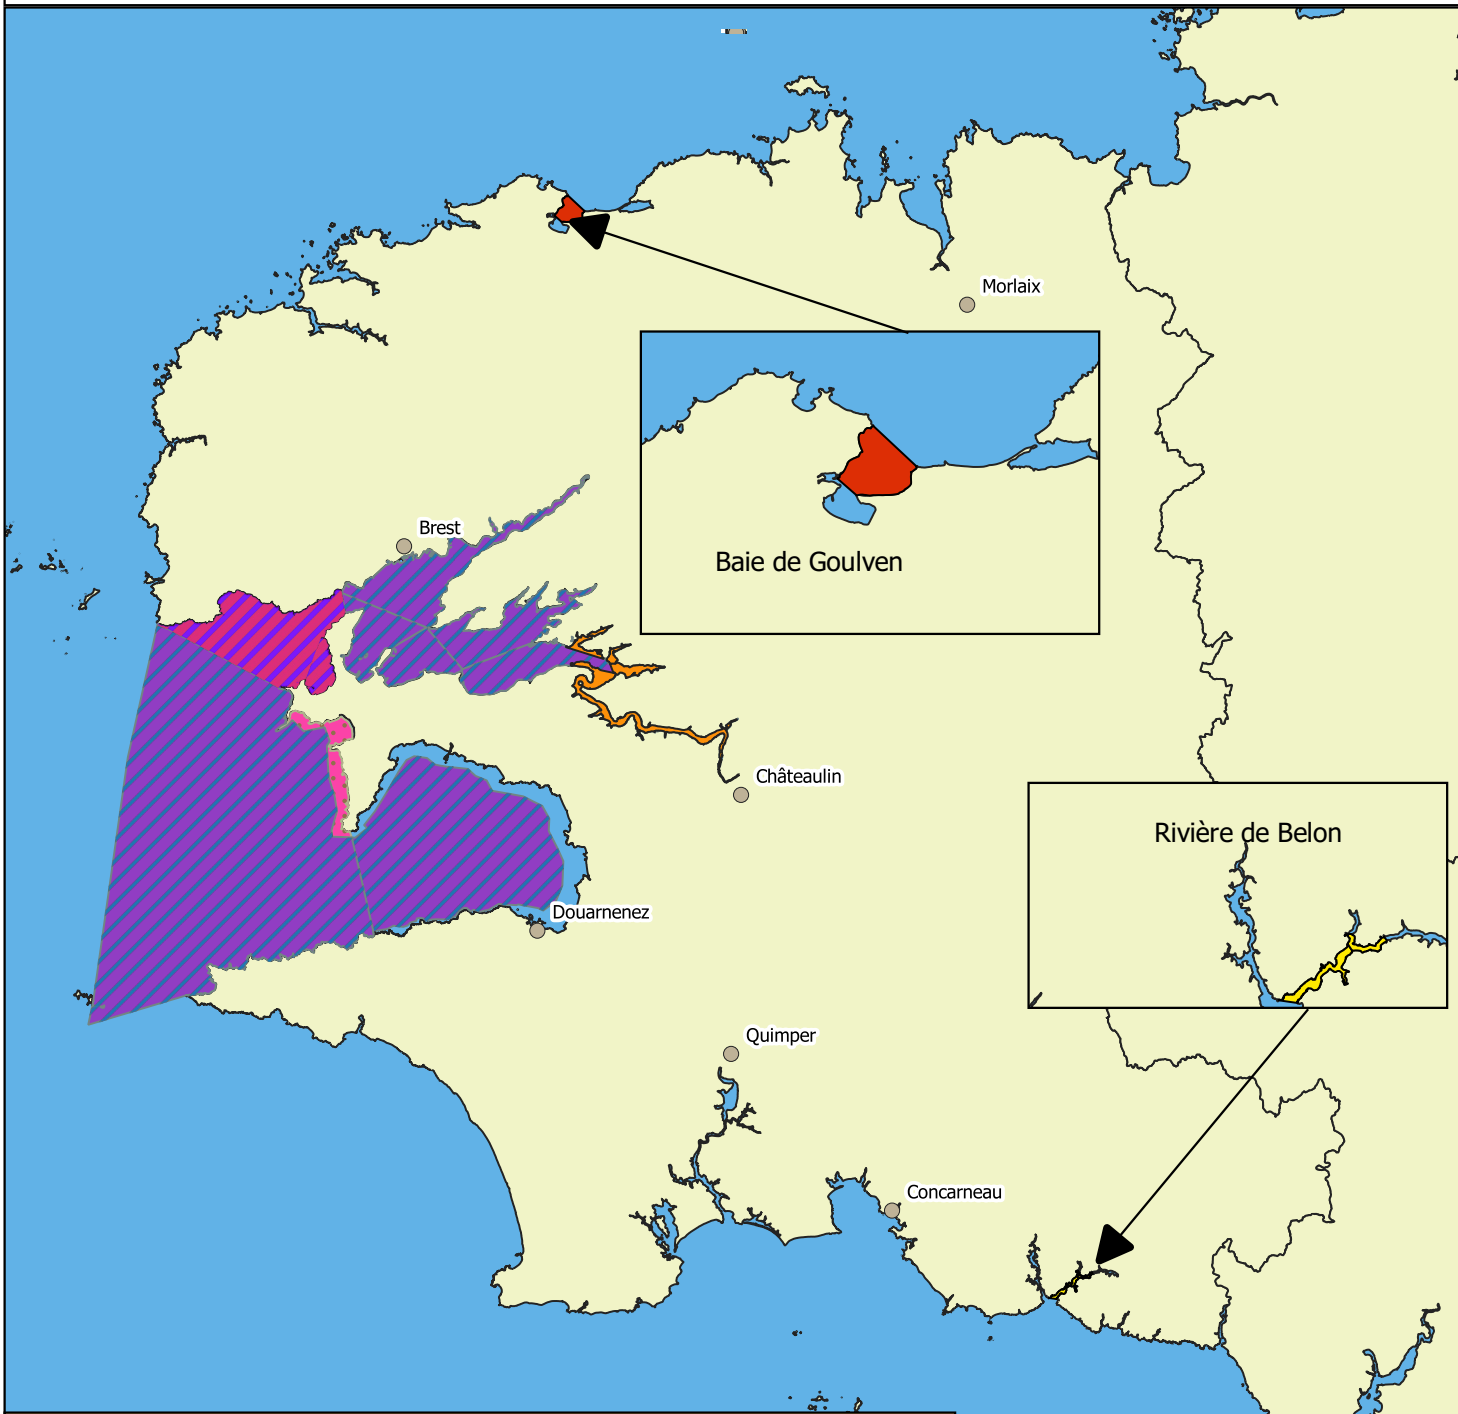 Morlaix
Brest
Baie de Goulven
Châteaulin
Rivière de Belon
Douarnenez
Quimper
Concarneau